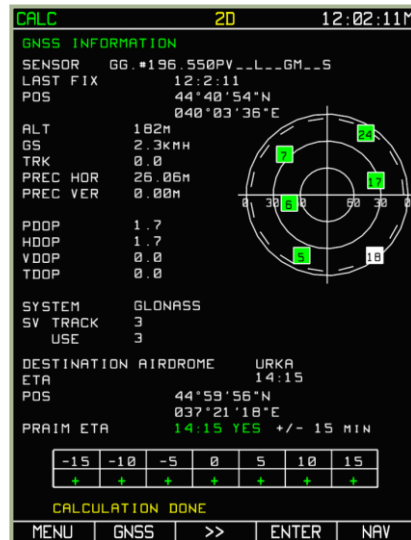 CALC 2D 12:02:11M
GNSS INFORMATION
SENSOR GG.*196.550PV__L__GM__S
LAST FIX 12:2:11
POS 44°40'54"N
040°03'36"E
ALT 182M
GS 2.3KMH
TRK 0.0
PREC HOR 26.06M
PREC VER 0.00M
PDOP 1.7
HDOP 1.7
VDOP 0.0
TDOP 0.0
24
7
17
0 30 6 60 30 0
5 18
SYSTEM GLONASS
SV TRACK 3
USE 3
DESTINATION AIRDROME URKA
ETA 14:15
POS 44°59'56"N
037°21'18"E
PRAIM ETA 14:15 YES +/- 15 MIN
-15 -10 -5 0 5 10 15
+ + + + + + +
CALCULATION DONE
MENU GNSS >> ENTER NAV